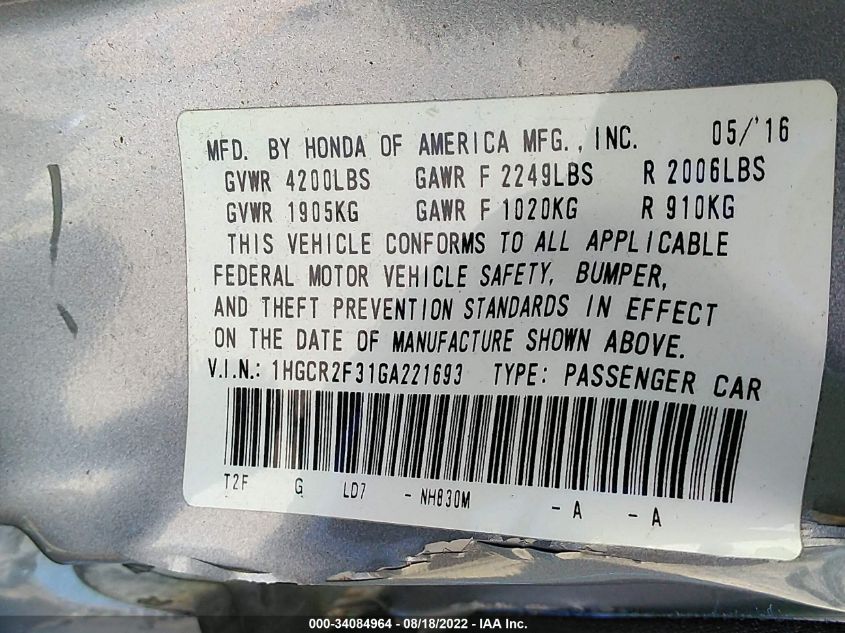 MFD. BY HONDA OF AMERICA MFG., INC. 05/'16
GVWR 4200LBS GAWR F 2249LBS R 2006LBS
GVWR 1905KG GAWR F 1020KG R 910KG
THIS VEHICLE CONFORMS TO ALL APPLICABLE
FEDERAL MOTOR VEHICLE SAFETY, BUMPER,
AND THEFT PREVENTION STANDARDS IN EFFECT
ON THE DATE OF MANUFACTURE SHOWN ABOVE.
V.I.N.: 1HGCR2F31GA221693 TYPE: PASSENGER CAR
T2F G LD7 - NH830M - A - A
000-34084964 - 08/18/2022 - IAA Inc.